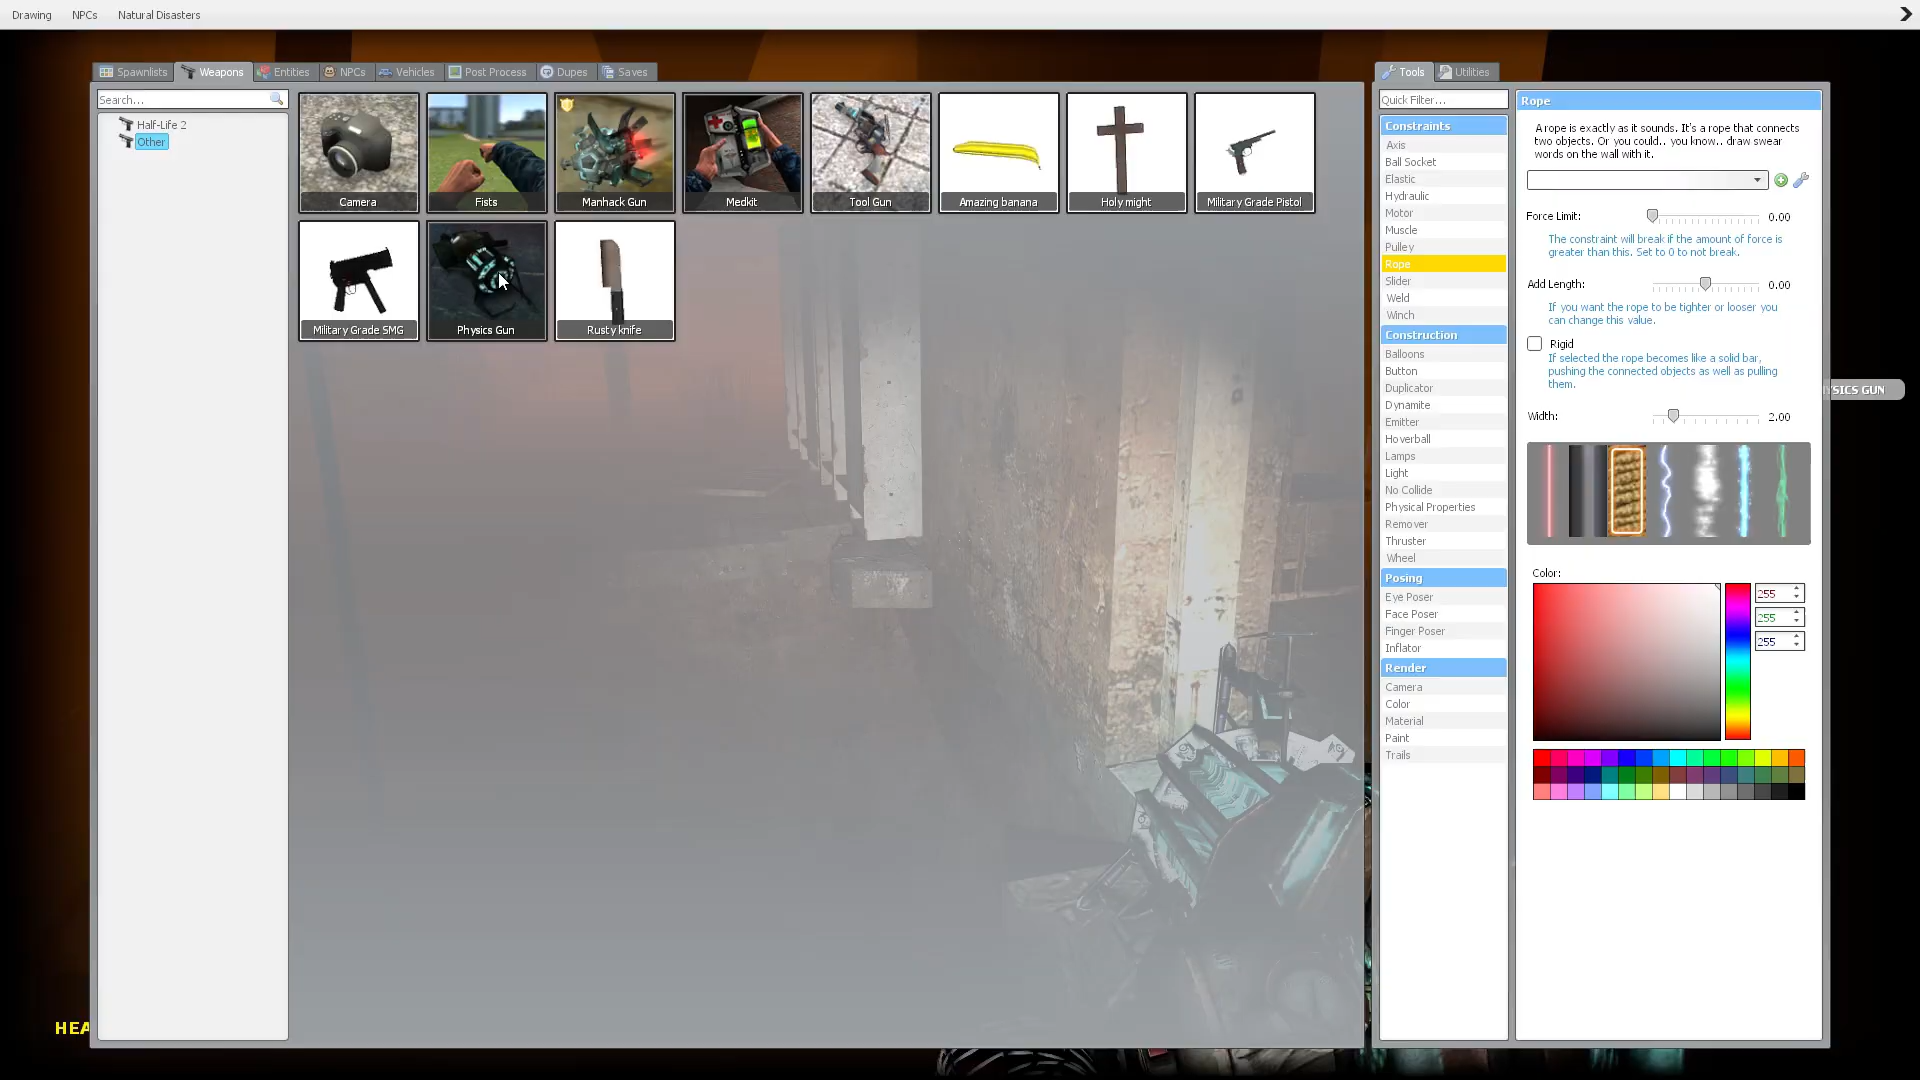 Drawing
NPCs
Natural Disasters
Spawnlists
Weapons
Entities
NPCs
Vehicles
Post Process
Dupes
Saves
Search...
Half-Life 2
Other
Camera
Fists
Manhack Gun
Medkit
Tool Gun
Amazing banana
Holy might
Military Grade Pistol
Military Grade SMG
Physics Gun
Rusty knife
Tools
Utilities
Quick Filter...
Constraints
Axis
Ball Socket
Elastic
Hydraulic
Motor
Muscle
Pulley
Rope
Slider
Weld
Winch
Construction
Balloons
Button
Duplicator
Dynamite
Emitter
Hoverball
Lamps
Light
No Collide
Physical Properties
Remover
Thruster
Wheel
Posing
Eye Poser
Face Poser
Finger Poser
Inflator
Render
Camera
Color
Material
Paint
Trails
Rope
A rope is exactly as it sounds. It's a rope that connects
two objects. Or you could.. you know.. draw swear
words on the wall with it.
Force Limit: 0.00
The constraint will break if the amount of force is
greater than this. Set to 0 to not break.
Add Length: 0.00
If you want the rope to be tighter or looser you
can change this value.
Rigid
If selected the rope becomes like a solid bar,
pushing the connected objects as well as pulling
them.
Width: 2.00
Color:
255
255
255
YSICS GUN
HEA